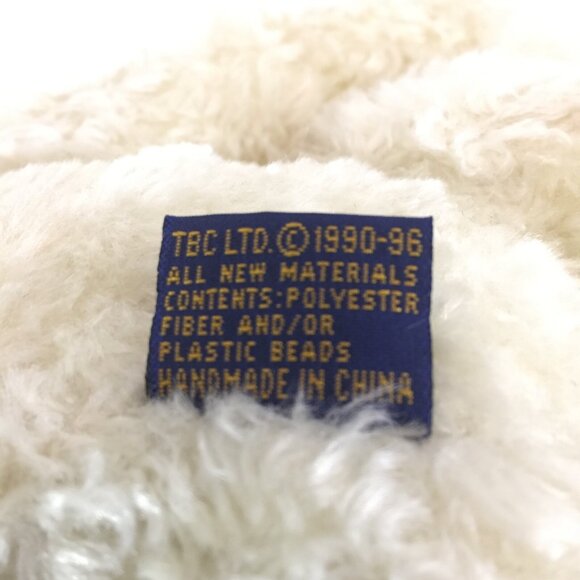 TBC LTD. © 1990-96
ALL NEW MATERIALS
CONTENTS: POLYESTER
FIBER AND/OR
PLASTIC BEADS
HANDMADE IN CHINA